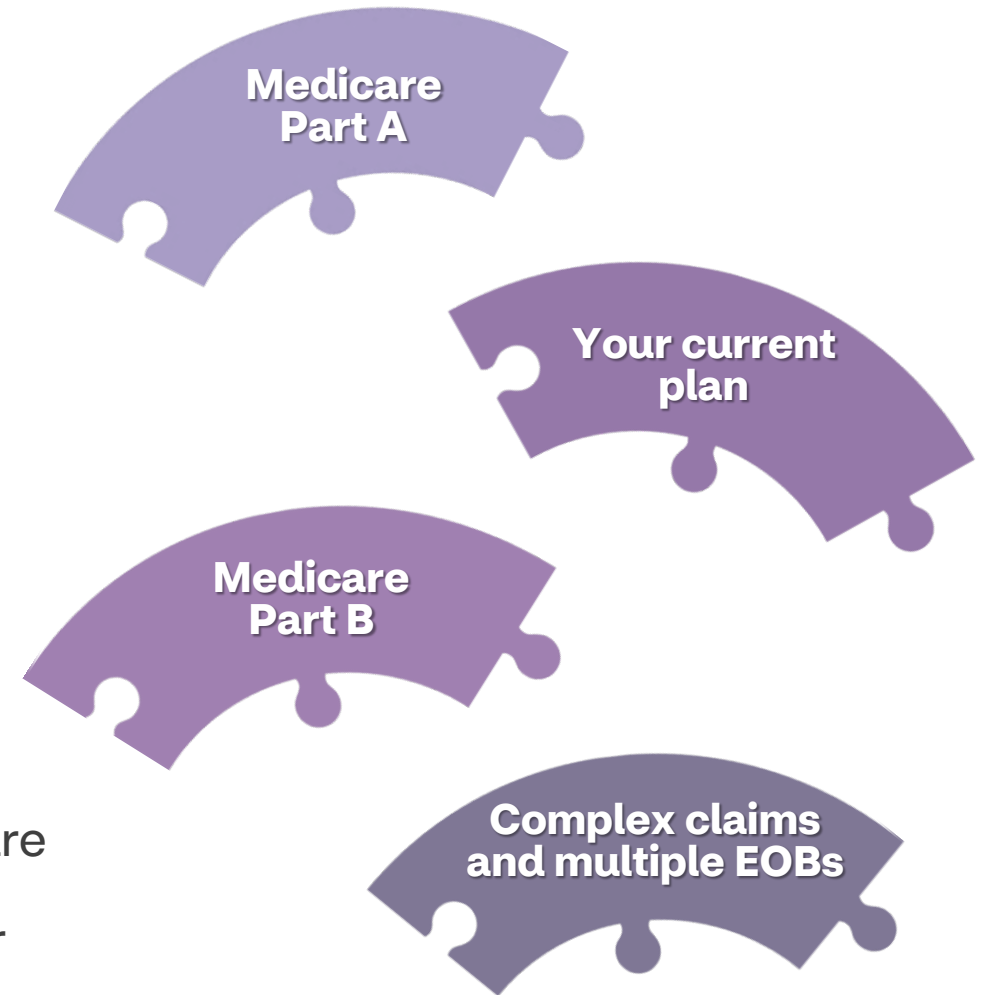 Medicare
Part A
Your current
plan
Medicare
Part B
Complex claims
and multiple EOBs